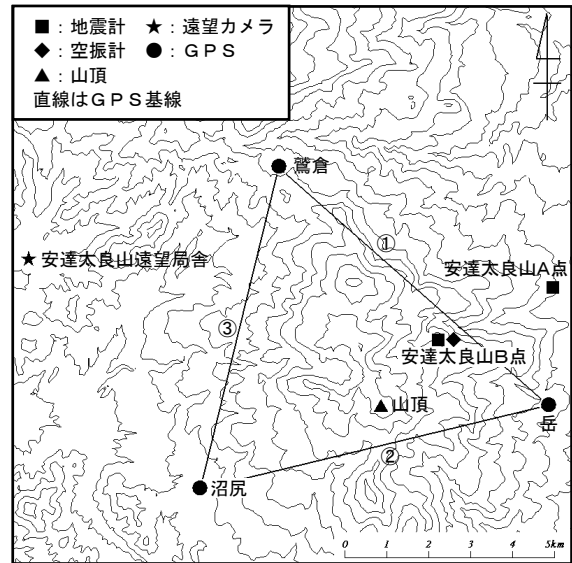 ■：地震計 ★：遠望カメラ
◆：空振計 ●：GPS
▲：山頂
直線はGPS基線
鷲倉
①
安達太良山遠望局舎
安達太良山A点
③
安達太良山B点
山頂
岳
②
沼尻
0 1 2 3 4 5km